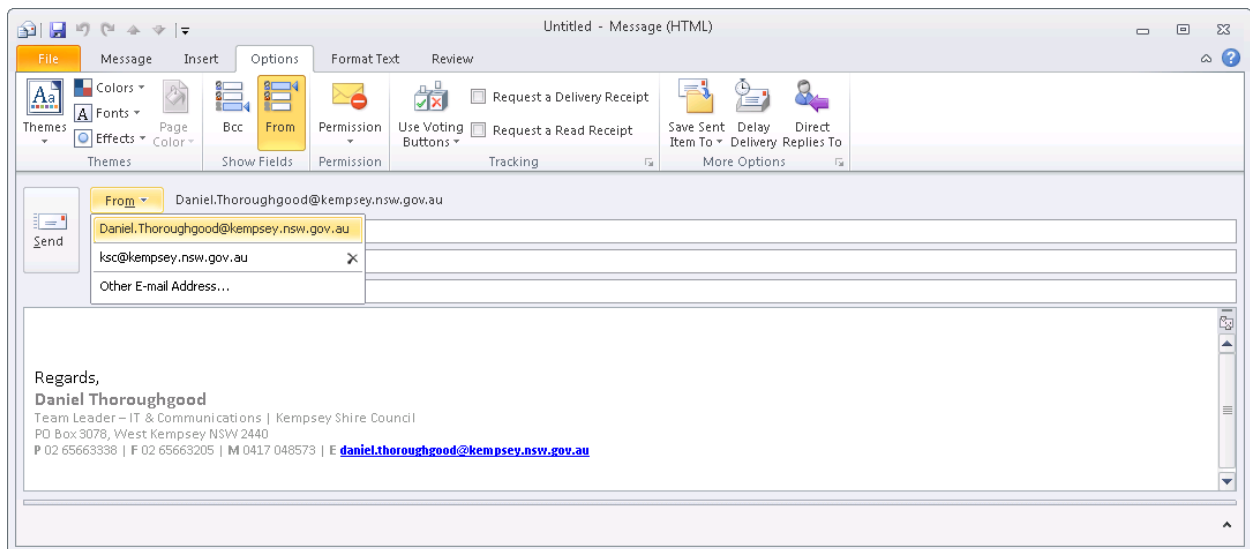 Untitled - Message (HTML)
File Message Insert Options Format Text Review
Themes
Colors
Fonts
Effects
Page Color
Themes
Bcc
From
Show Fields
Permission
Permission
Use Voting Buttons
Request a Delivery Receipt
Request a Read Receipt
Tracking
Save Sent Item To
Delay Delivery
Direct Replies To
More Options
Send
From Daniel.Thoroughgood@kempsey.nsw.gov.au
Daniel.Thoroughgood@kempsey.nsw.gov.au
ksc@kempsey.nsw.gov.au
Other E-mail Address...
Regards,
Daniel Thoroughgood
Team Leader – IT & Communications | Kempsey Shire Council
PO Box 3078, West Kempsey NSW 2440
P 02 65663338 | F 02 65663205 | M 0417 048573 | E daniel.thoroughgood@kempsey.nsw.gov.au